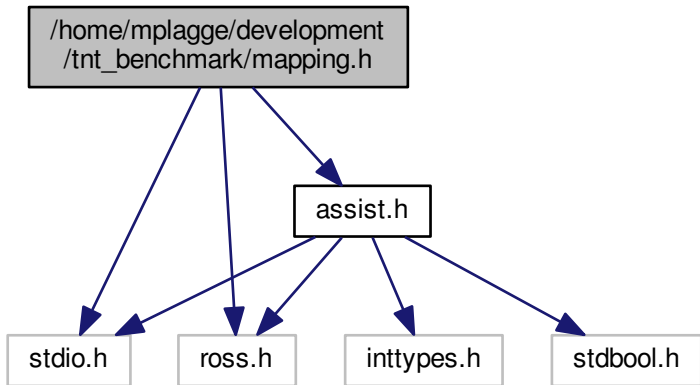 /home/mplagge/development
/tnt_benchmark/mapping.h
assist.h
stdio.h
ross.h
inttypes.h
stdbool.h